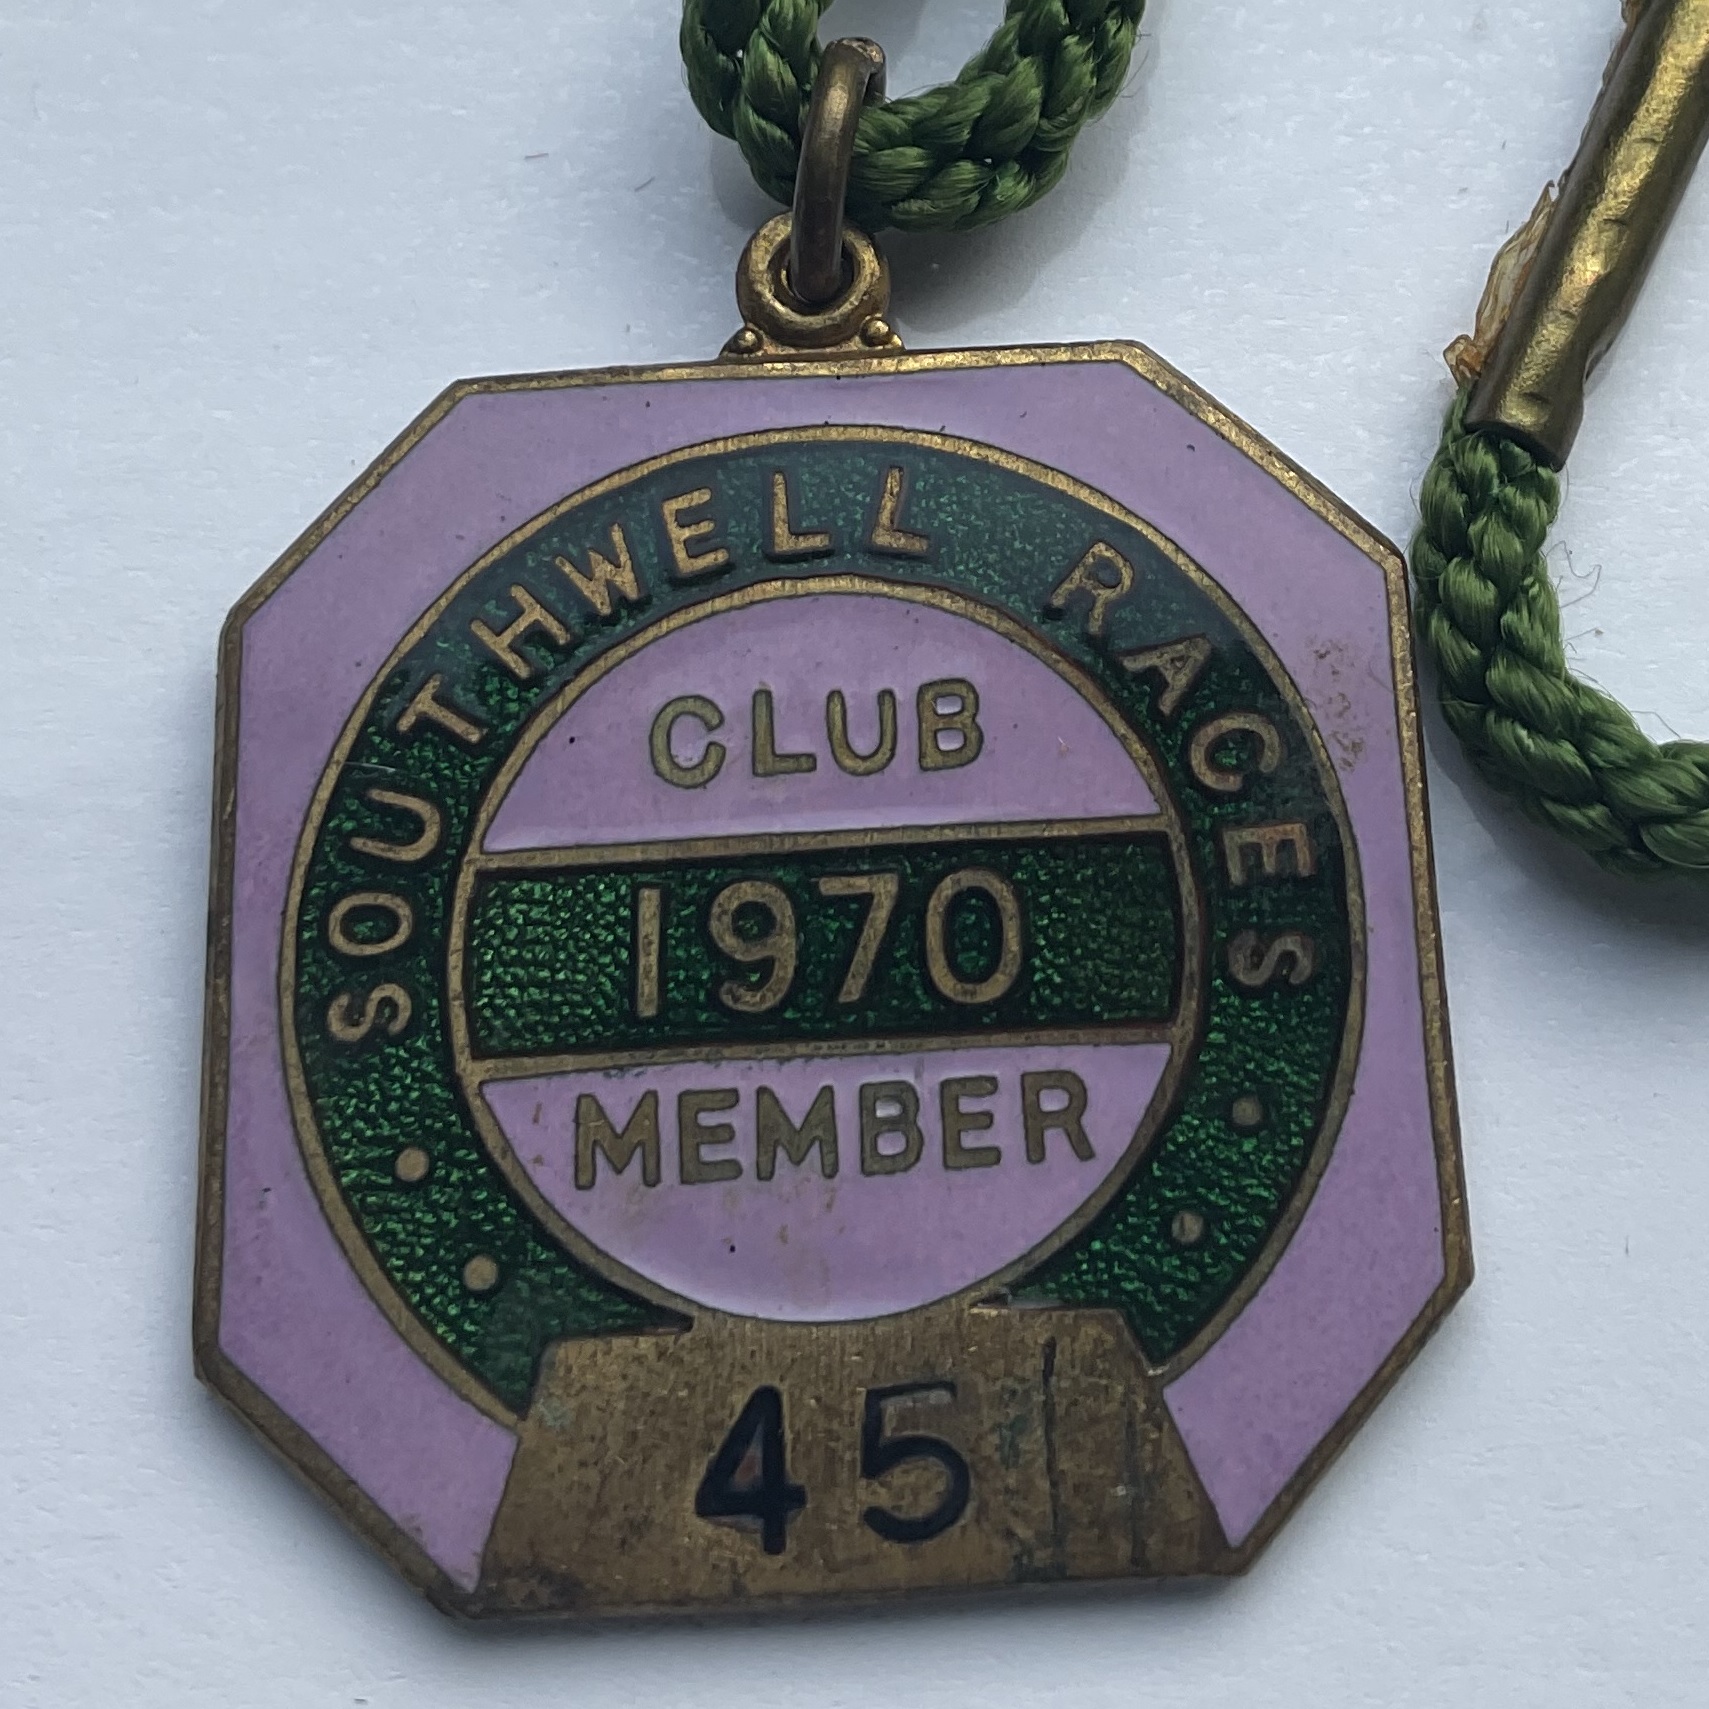 SOUTHWELL RACES
CLUB
1970
MEMBER
45